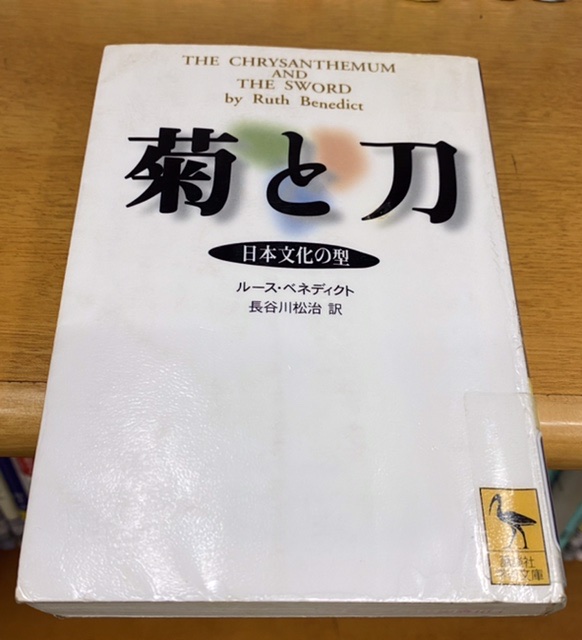 THE CHRYSANTHEMUM
AND
THE SWORD
by Ruth Benedict
菊と刀
日本文化の型
ルース・ベネディクト
長谷川松治 訳